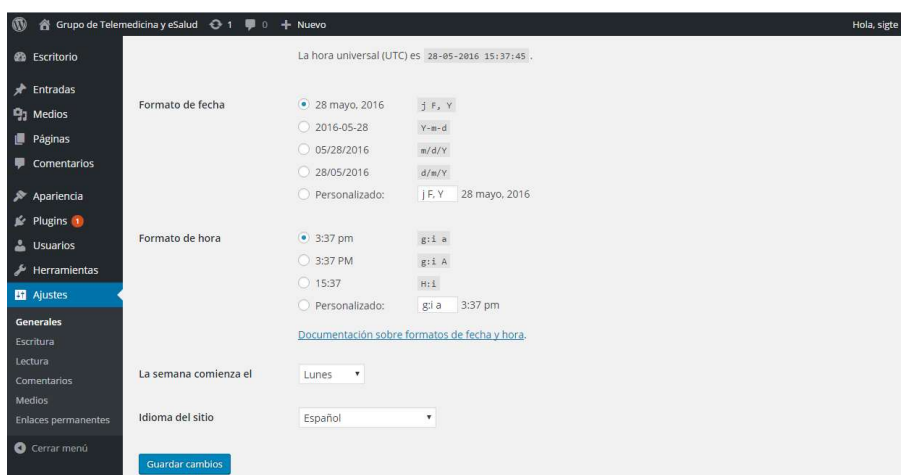 Grupo de Telemedicina y eSalud 1 0 + Nuevo Hola, sigte
Escritorio
Entradas
Medios
Páginas
Comentarios
Apariencia
Plugins 1
Usuarios
Herramientas
Ajustes
Generales
Escritura
Lectura
Comentarios
Medios
Enlaces permanentes
Cerrar menú
La hora universal (UTC) es 28-05-2016 15:37:45 .
Formato de fecha
28 mayo, 2016 j F, Y
2016-05-28 Y-m-d
05/28/2016 m/d/Y
28/05/2016 d/m/Y
Personalizado: j F, Y 28 mayo, 2016
Formato de hora
3:37 pm g:i a
3:37 PM g:i A
15:37 H:i
Personalizado: g:i a 3:37 pm
Documentación sobre formatos de fecha y hora.
La semana comienza el Lunes
Idioma del sitio Español
Guardar cambios